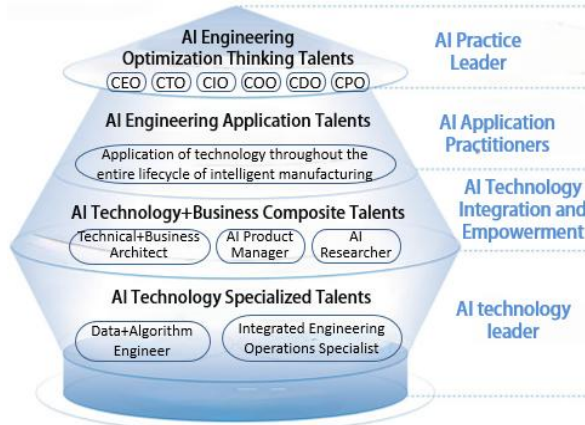 AI Engineering
Optimization Thinking Talents
CEO CTO CIO COO CDO CPO
AI Practice
Leader
AI Engineering Application Talents
Application of technology throughout the
entire lifecycle of intelligent manufacturing
AI Application
Practitioners
AI Technology+Business Composite Talents
Technical+Business
Architect
AI Product
Manager
AI
Researcher
AI Technology
Integration and
Empowerment
AI Technology Specialized Talents
Data+Algorithm
Engineer
Integrated Engineering
Operations Specialist
AI technology
leader